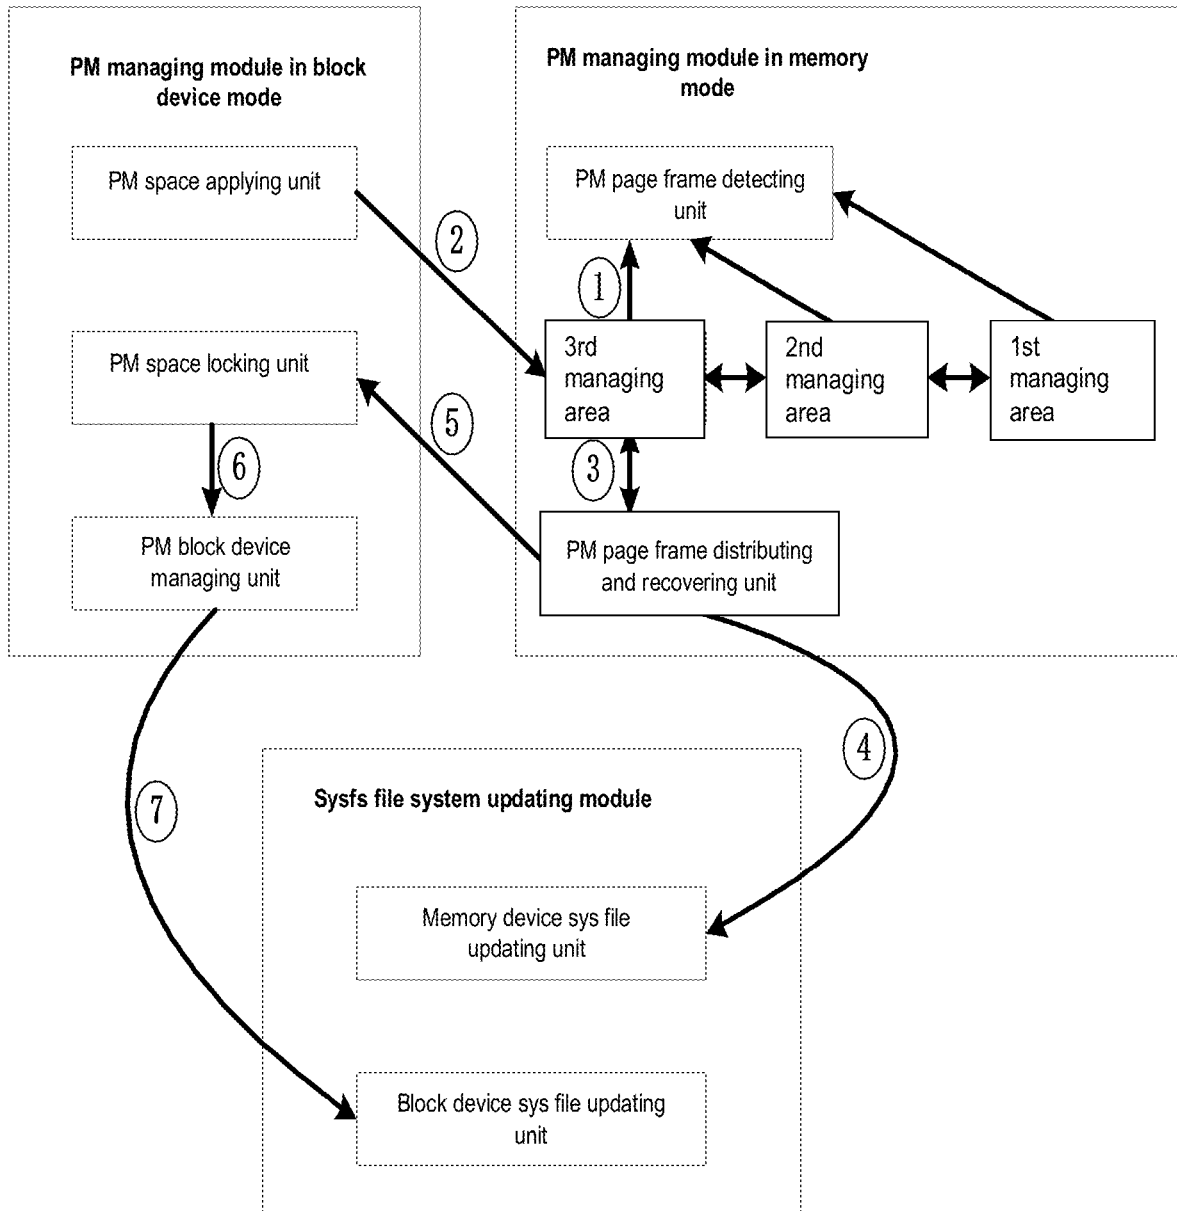 PM managing module in block
device mode
PM space applying unit
PM space locking unit
PM block device
managing unit
PM managing module in memory
mode
PM page frame detecting
unit
3rd
managing
area
2nd
managing
area
1st
managing
area
PM page frame distributing
and recovering unit
1
2
3
4
5
6
7
Sysfs file system updating module
Memory device sys file
updating unit
Block device sys file updating
unit